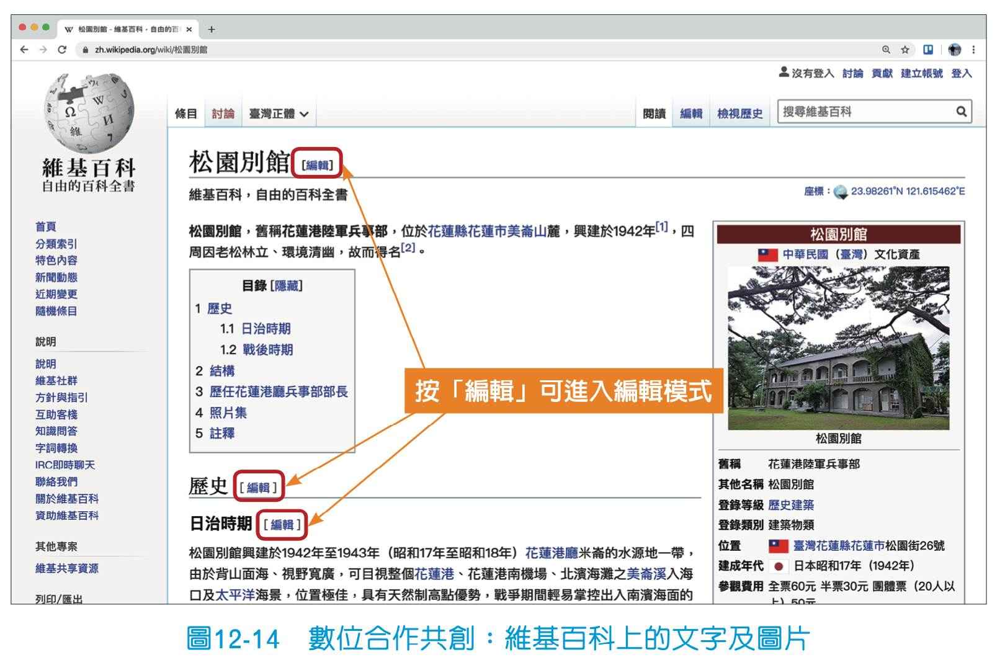 松園別館 - 維基百科，自由的百
zh.wikipedia.org/wiki/松園別館
沒有登入 討論 貢獻 建立帳號 登入
條目 討論 臺灣正體 閱讀 編輯 檢視歷史 搜尋維基百科
維基百科
自由的百科全書
首頁
分類索引
特色內容
新聞動態
近期變更
隨機條目
說明
說明
維基社群
方針與指引
互助客棧
知識問答
字詞轉換
IRC即時聊天
聯絡我們
關於維基百科
資助維基百科
其他專案
維基共享資源
列印/匯出
松園別館 [編輯]
維基百科，自由的百科全書
座標： 23.98261°N 121.615462°E
松園別館，舊稱花蓮港陸軍兵事部，位於花蓮縣花蓮市美崙山麓，興建於1942年[1]，四
周因老松林立、環境清幽，故而得名[2]。
目錄 [隱藏]
1 歷史
1.1 日治時期
1.2 戰後時期
2 結構
3 歷任花蓮港廳兵事部部長
4 照片集
5 註釋
按「編輯」可進入編輯模式
歷史 [編輯]
日治時期 [編輯]
松園別館興建於1942年至1943年（昭和17年至昭和18年）花蓮港廳米崙的水源地一帶，
由於背山面海、視野寬廣，可目視整個花蓮港、花蓮港南機場、北濱海灘之美崙溪入海
口及太平洋海景，位置極佳，具有天然制高點優勢，戰爭期間輕易掌控出入南濱海面的
松園別館
中華民國（臺灣）文化資產
松園別館
舊稱 花蓮港陸軍兵事部
其他名稱 松園別館
登錄等級 歷史建築
登錄類別 建築物類
位置 臺灣花蓮縣花蓮市松園街26號
建成年代 日本昭和17年（1942年）
參觀費用 全票60元 半票30元 團體票（20人以
上）50元
圖12-14 數位合作共創：維基百科上的文字及圖片